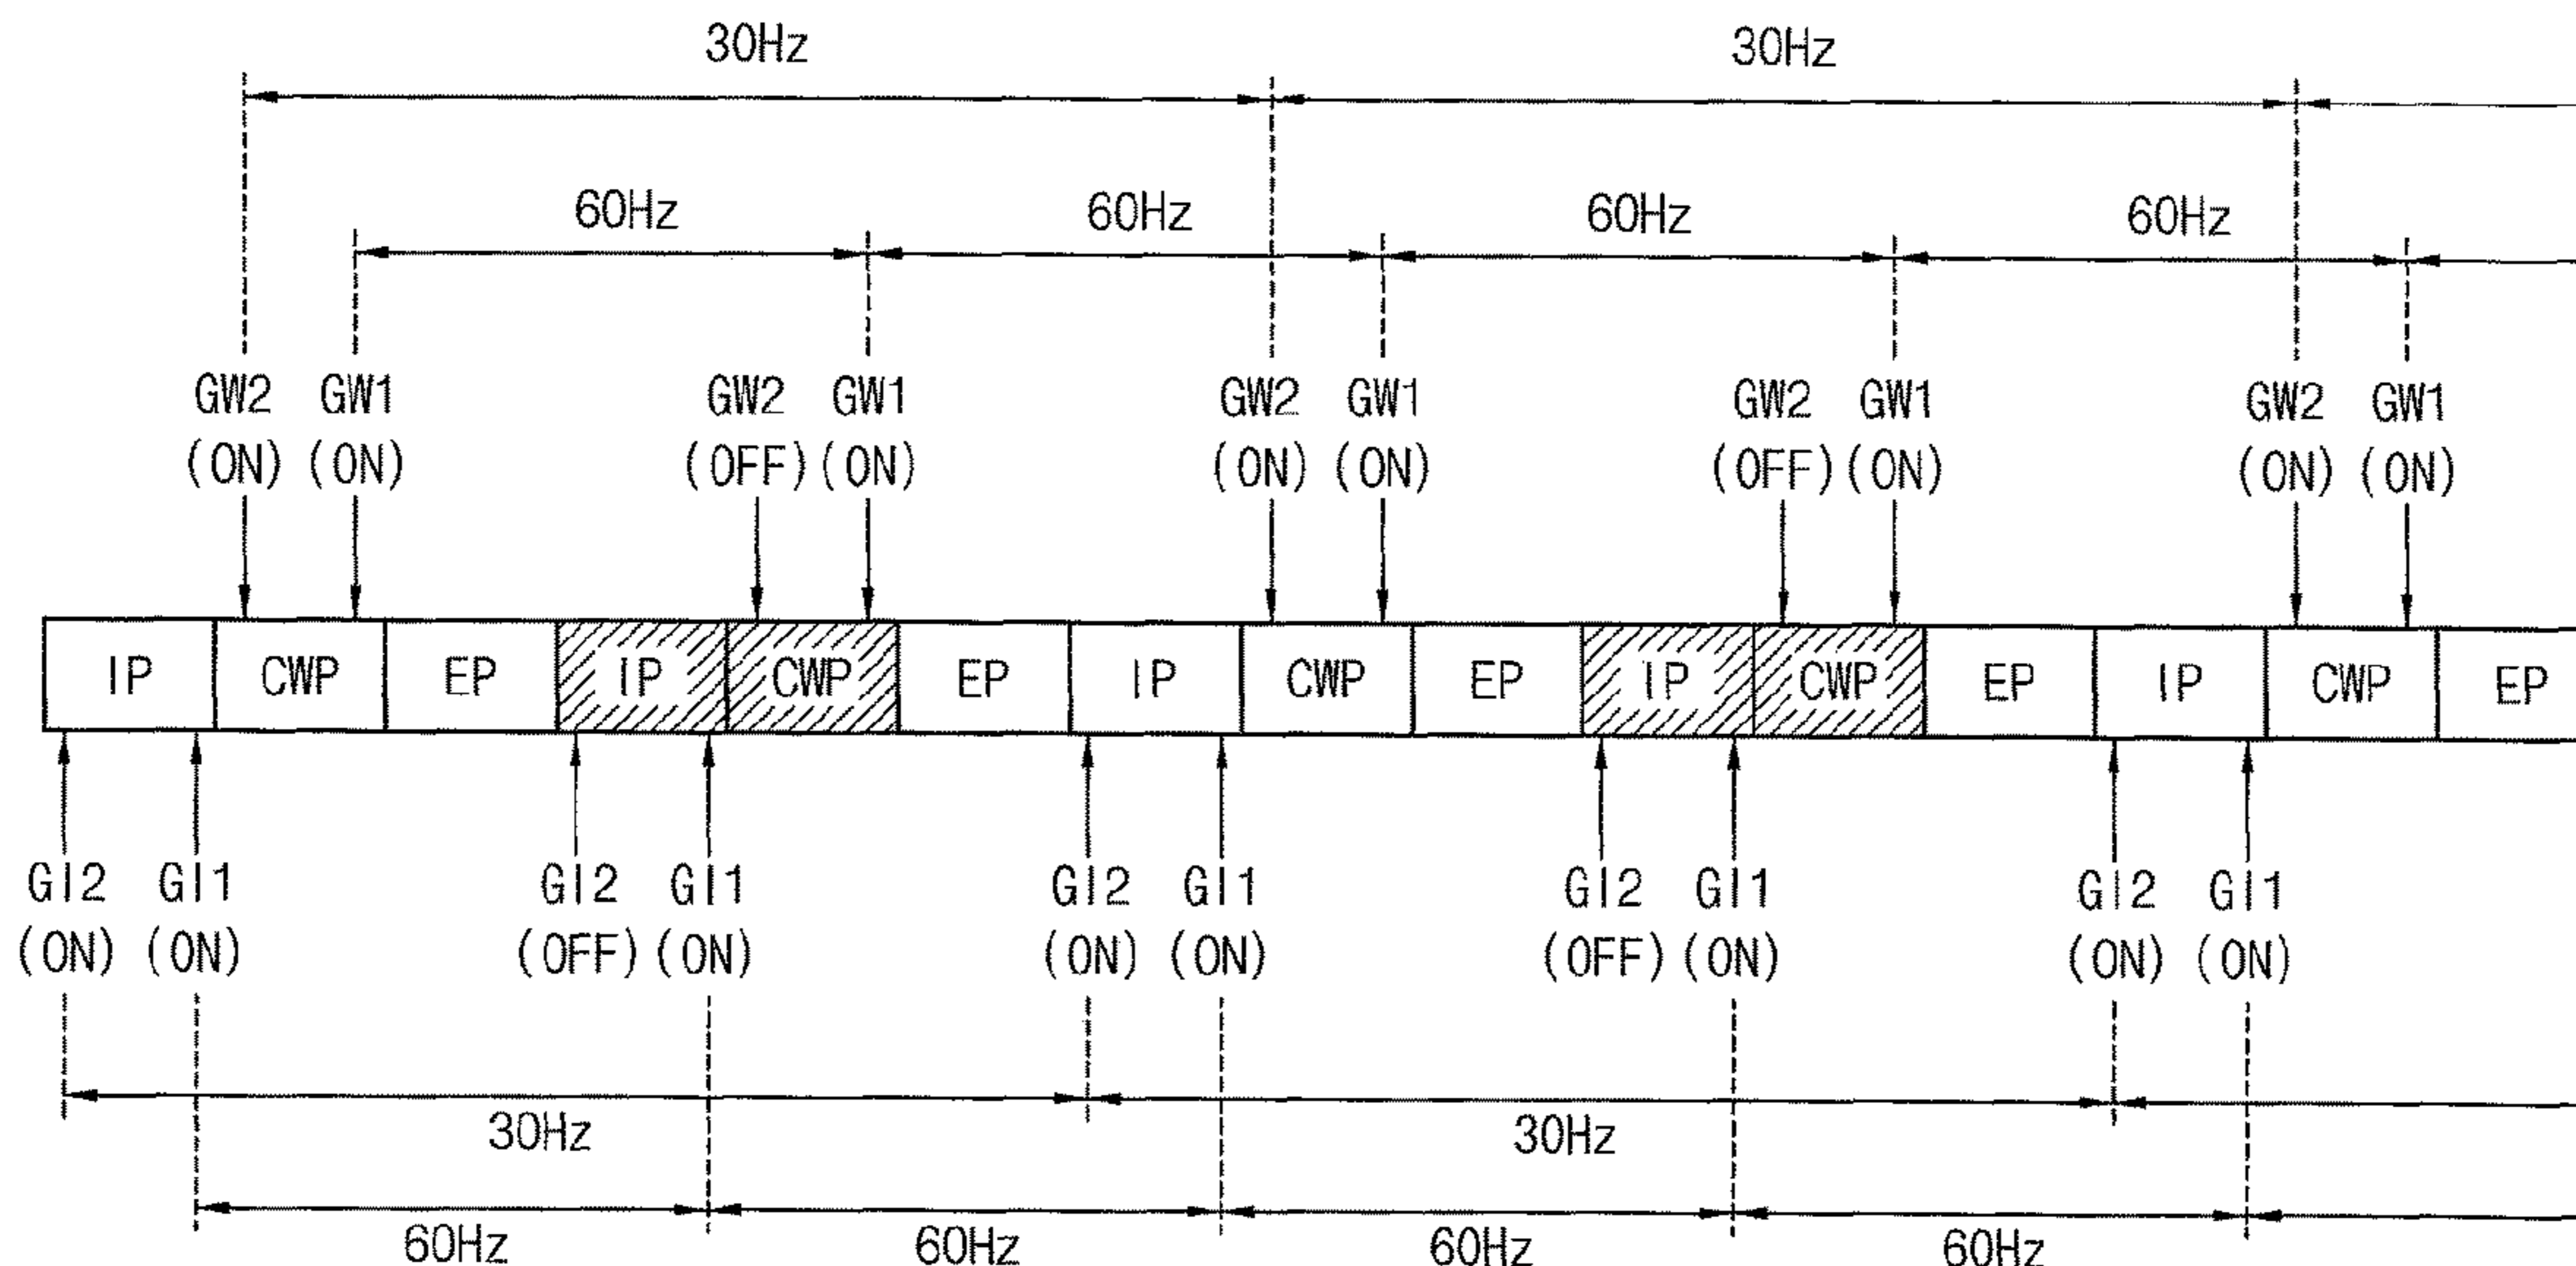 30Hz 30Hz
60Hz 60Hz 60Hz 60Hz
GW2 GW1 GW2 GW1 GW2 GW1 GW2 GW1 GW2 GW1
(ON) (ON) (OFF) (ON) (ON) (ON) (OFF) (ON) (ON) (ON)
IP CWP EP IP CWP EP IP CWP EP IP CWP EP IP CWP EP
GI2 GI1 GI2 GI1 GI2 GI1 GI2 GI1 GI2 GI1
(ON) (ON) (OFF) (ON) (ON) (ON) (OFF) (ON) (ON) (ON)
30Hz 30Hz
60Hz 60Hz 60Hz 60Hz